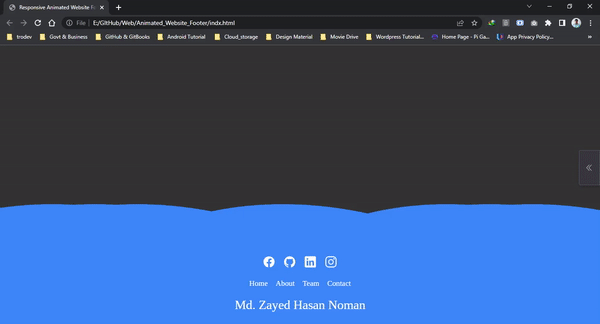 Responsive Animated Website Fo
File | E:/GitHub/Web/Animated_Website_Footer/indx.html
trodev Govt & Business GitHub & GitBooks Android Tutorial Cloud_storage Design Material Movie Drive Wordpress Tutorial... Home Page - Pi Ga... App Privacy Policy...
Home About Team Contact
Md. Zayed Hasan Noman